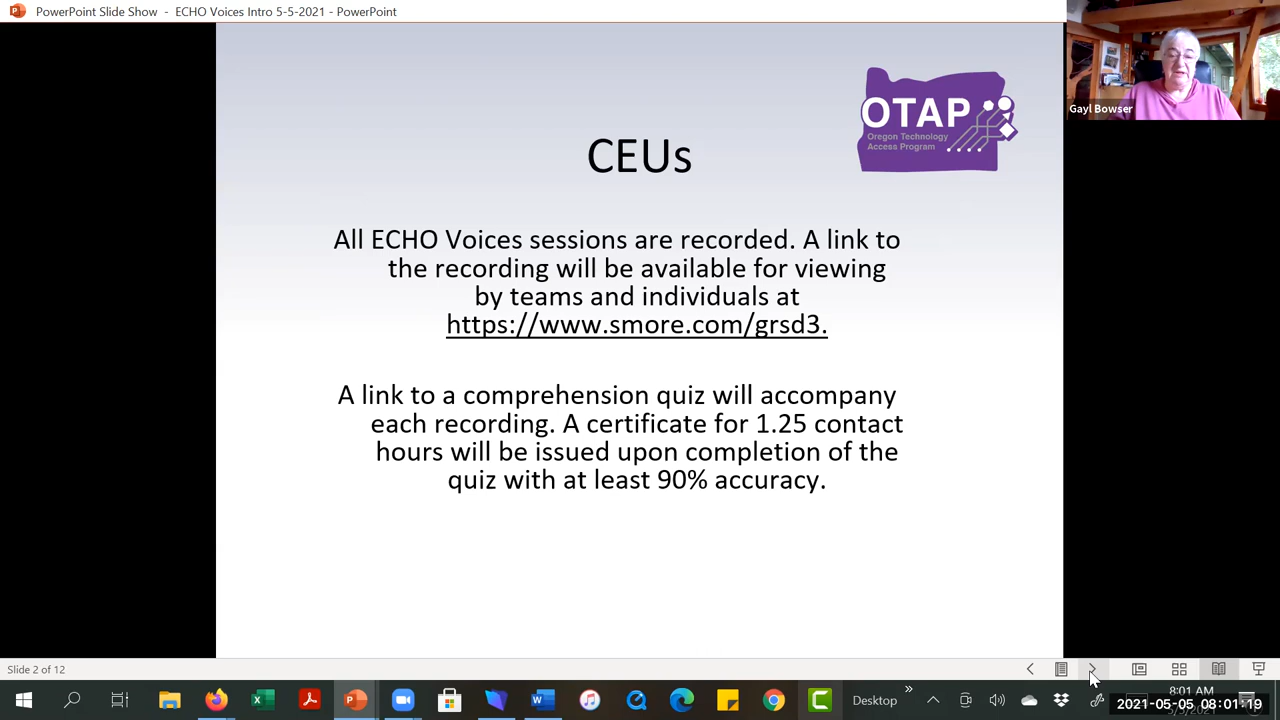 PowerPoint Slide Show - ECHO Voices Intro 5-5-2021 - PowerPoint
Gayl Bowser
OTAP
Oregon Technology
Access Program
CEUs
All ECHO Voices sessions are recorded. A link to
the recording will be available for viewing
by teams and individuals at
https://www.smore.com/grsd3.
A link to a comprehension quiz will accompany
each recording. A certificate for 1.25 contact
hours will be issued upon completion of the
quiz with at least 90% accuracy.
Slide 2 of 12
Desktop
8:01 AM
2021-05-05 08:01:19